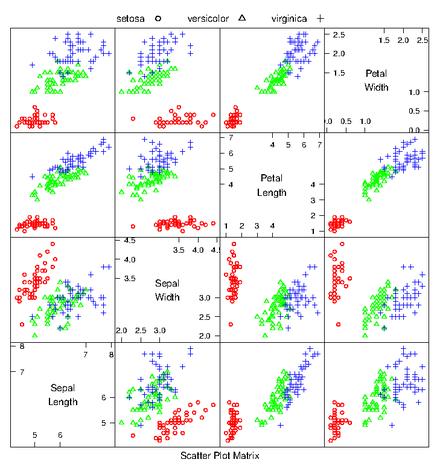 setosa versicolor virginica
1.5 2.0 2.5
2.5
2.0
1.5
Petal
Width
1.0
0.5
0.0
0.0 0.5 1.0
4 5 6 7
7
6
5
4
Petal
Length
4
3
2
1
1 2 3 4
3.5 4.0 4.5
4.5
4.0
3.5
Sepal
Width
3.0
2.5
2.0
2.0 2.5 3.0
7 8
8
7
Sepal
Length
6
5
5 6
Scatter Plot Matrix